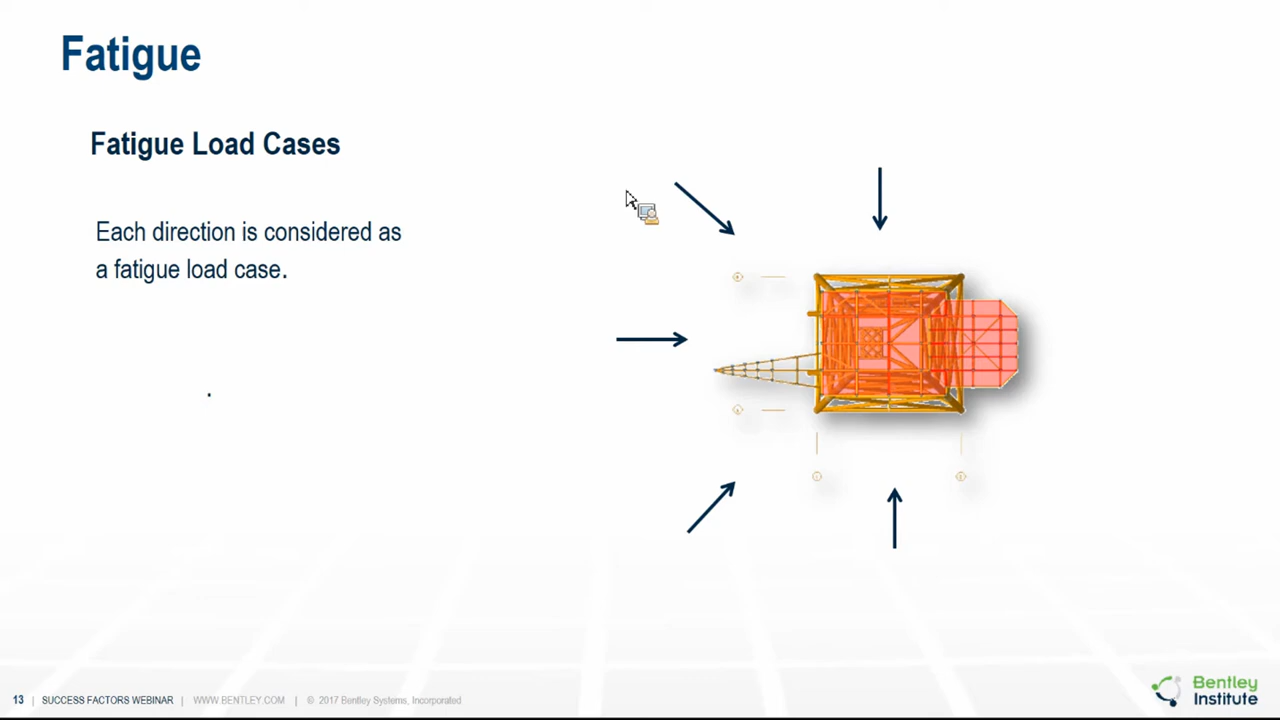 Fatigue
Fatigue Load Cases
Each direction is considered as
a fatigue load case.
.
13 | SUCCESS FACTORS WEBINAR | WWW.BENTLEY.COM | © 2017 Bentley Systems, Incorporated
Bentley
Institute